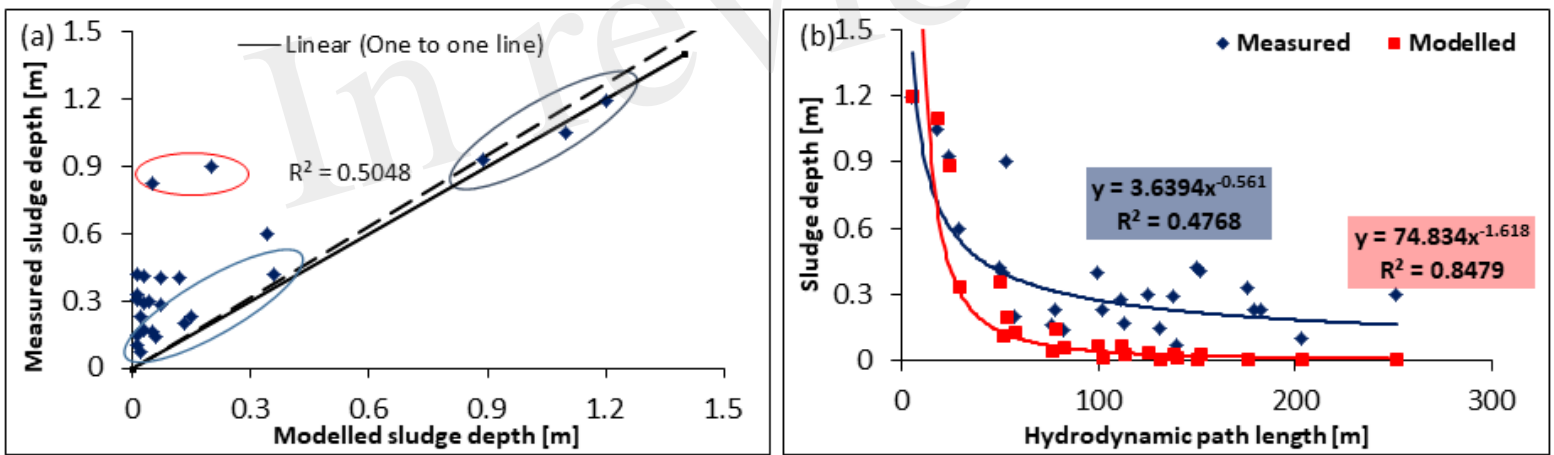 In review
(a)
Linear (One to one line)
R² = 0.5048
Measured sludge depth [m]
1.5
1.2
0.9
0.6
0.3
0
0 0.3 0.6 0.9 1.2 1.5
Modelled sludge depth [m]
(b)
Measured Modelled
Sludge depth [m]
1.5
1.2
0.9
0.6
0.3
0
y = 3.6394x^-0.561
R² = 0.4768
y = 74.834x^-1.618
R² = 0.8479
0 100 200 300
Hydrodynamic path length [m]